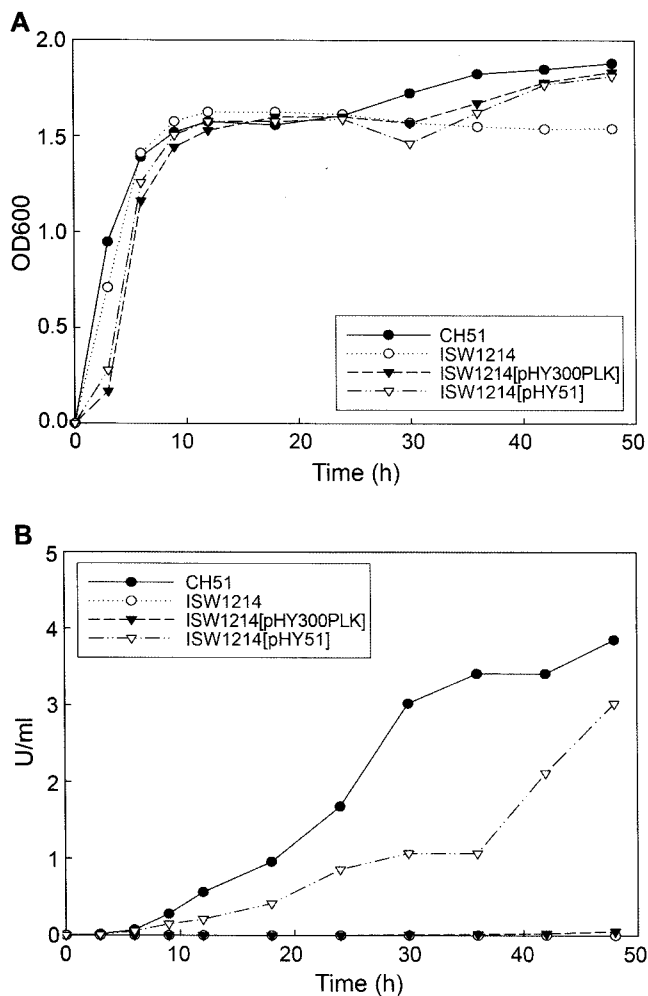 A
2.0
1.5
1.0
0.5
0.0
OD600
CH51
ISW1214
ISW1214[pHY300PLK]
ISW1214[pHY51]
0 10 20 30 40 50
Time (h)
B
5
4
3
2
1
0
U/ml
CH51
ISW1214
ISW1214[pHY300PLK]
ISW1214[pHY51]
0 10 20 30 40 50
Time (h)